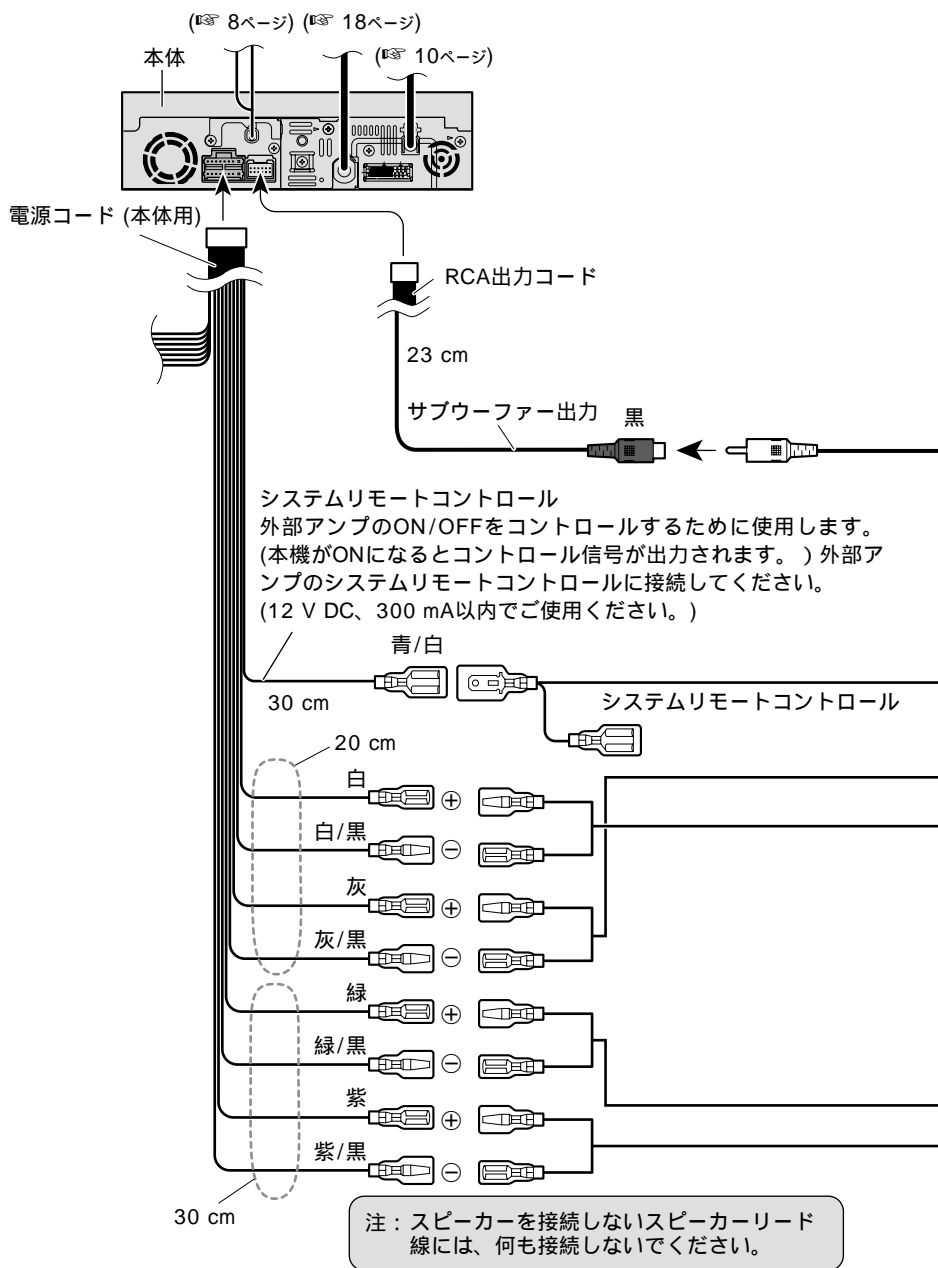 (☞ 8ページ) (☞ 18ページ)
(☞ 10ページ)
本体
電源コード (本体用)
RCA出力コード
23 cm
サブウーファー出力
黒
システムリモートコントロール
外部アンプのON/OFFをコントロールするために使用します。
(本機がONになるとコントロール信号が出力されます。 ) 外部ア
ンプのシステムリモートコントロールに接続してください。
(12 V DC、300 mA以内でご使用ください。)
青/白
30 cm
システムリモートコントロール
20 cm
白
⊕
白/黒
⊖
灰
⊕
灰/黒
⊖
緑
⊕
緑/黒
⊖
紫
⊕
紫/黒
⊖
30 cm
注 : スピーカーを接続しないスピーカーリード
線には、何も接続しないでください。